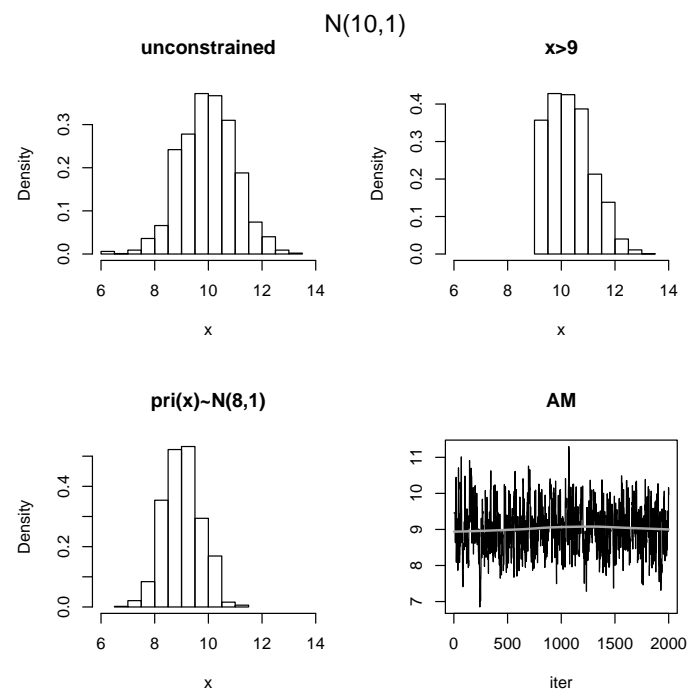 N(10,1)
unconstrained
Density
0.0 0.1 0.2 0.3
6 8 10 12 14
x
x>9
Density
0.0 0.1 0.2 0.3 0.4
6 8 10 12 14
x
pri(x)~N(8,1)
Density
0.0 0.2 0.4
6 8 10 12 14
x
AM
7 8 9 10 11
0 500 1000 1500 2000
iter